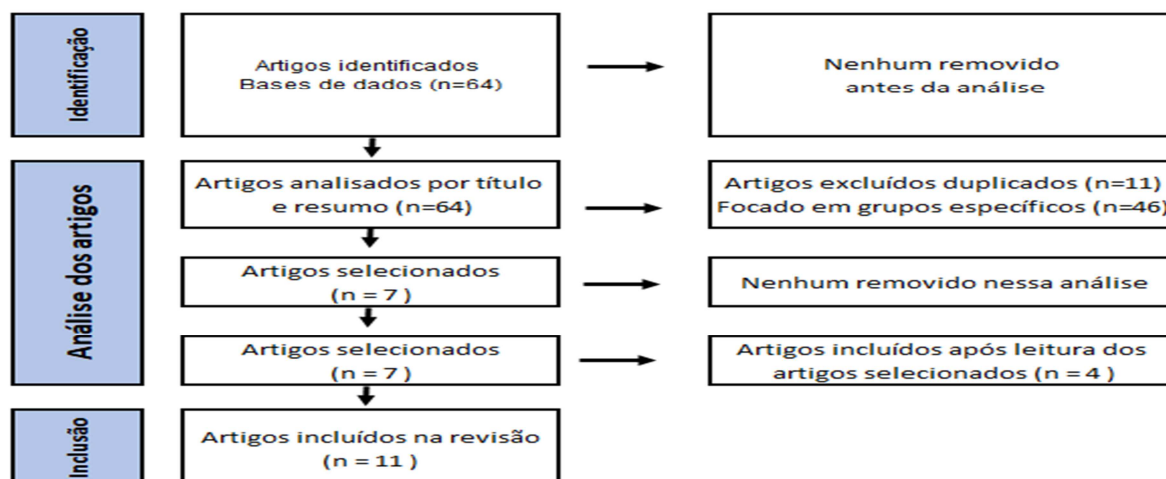 Identificação
Artigos identificados
Bases de dados (n=64)
Nenhum removido
antes da análise
Análise dos artigos
Artigos analisados por título
e resumo (n=64)
Artigos excluídos duplicados (n=11)
Focado em grupos específicos (n=46)
Artigos selecionados
(n = 7 )
Nenhum removido nessa análise
Artigos selecionados
(n = 7 )
Artigos incluídos após leitura dos
artigos selecionados (n = 4 )
Inclusão
Artigos incluídos na revisão
(n = 11 )